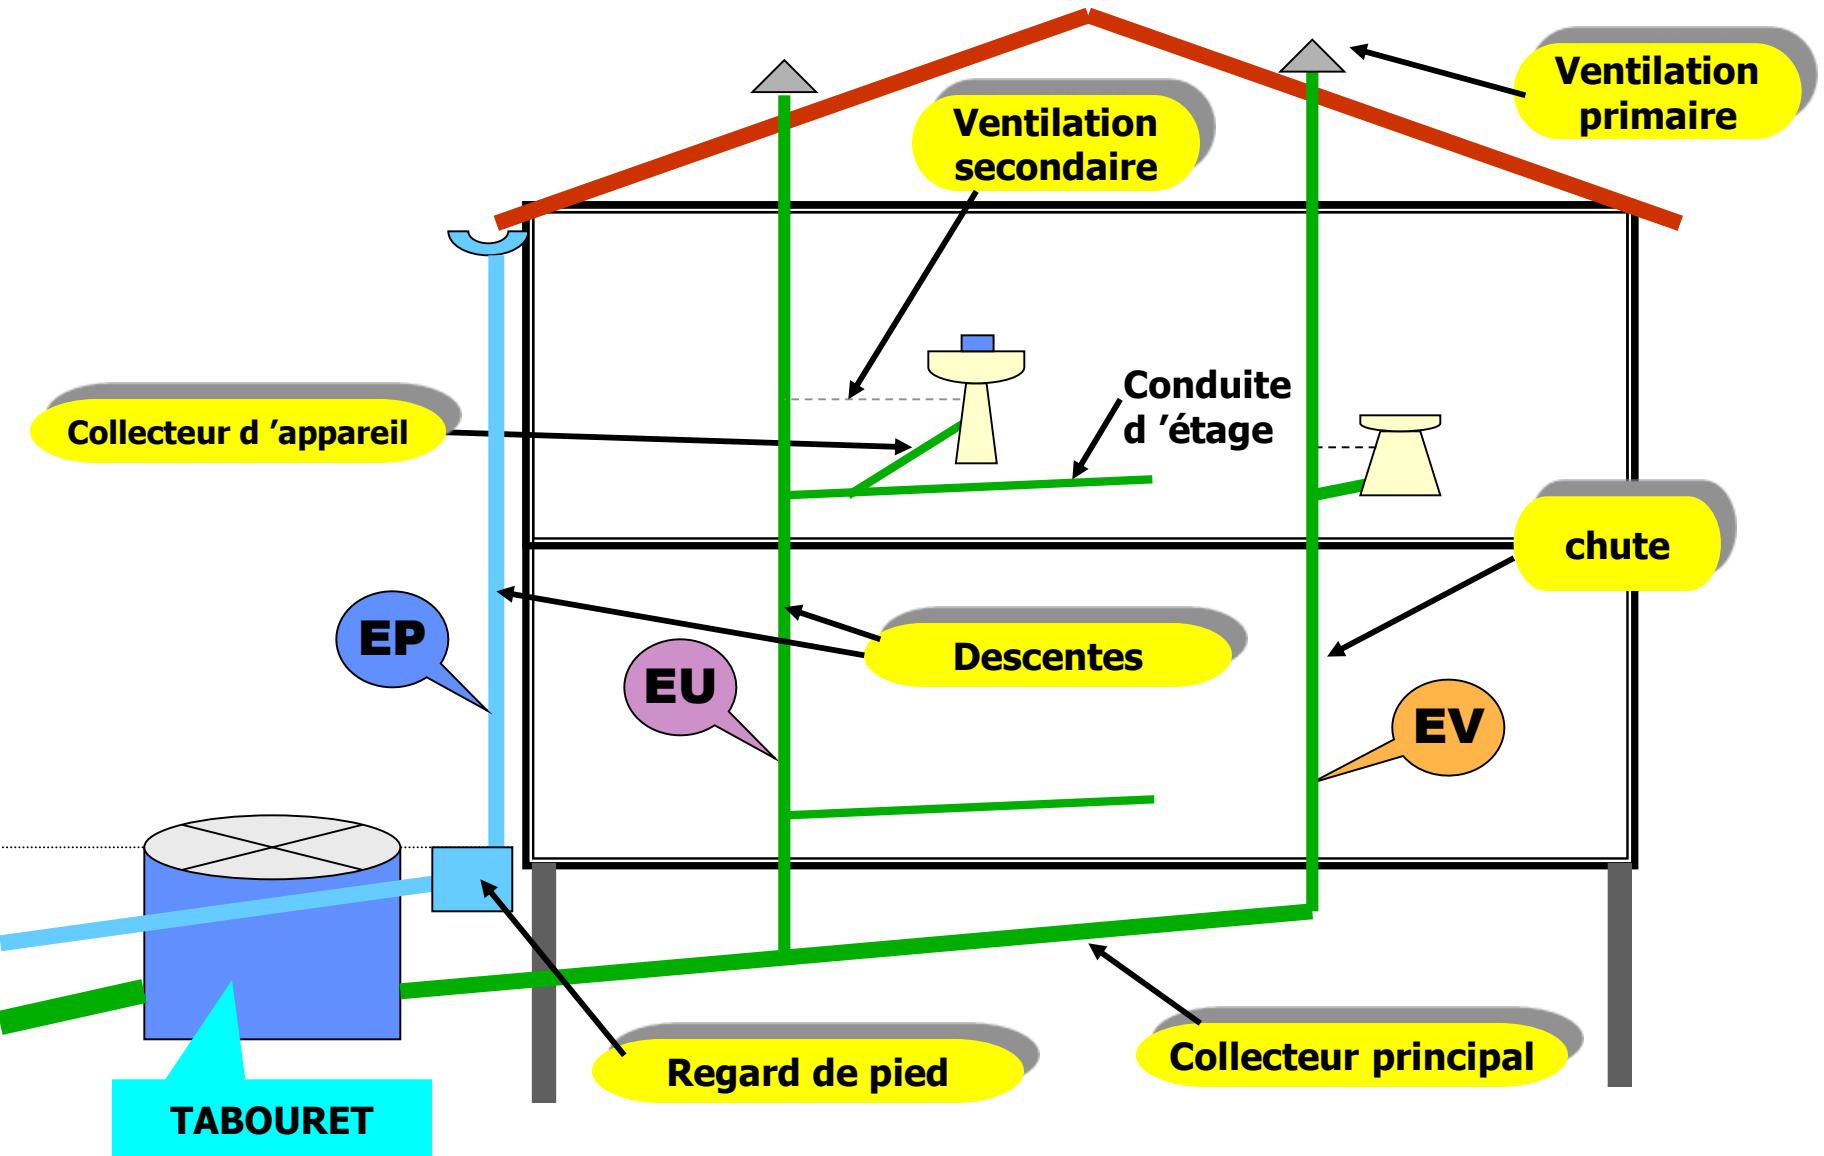 Ventilation
primaire
Ventilation
secondaire
Conduite
d ’étage
Collecteur d ’appareil
chute
EP
Descentes
EU
EV
Collecteur principal
Regard de pied
TABOURET